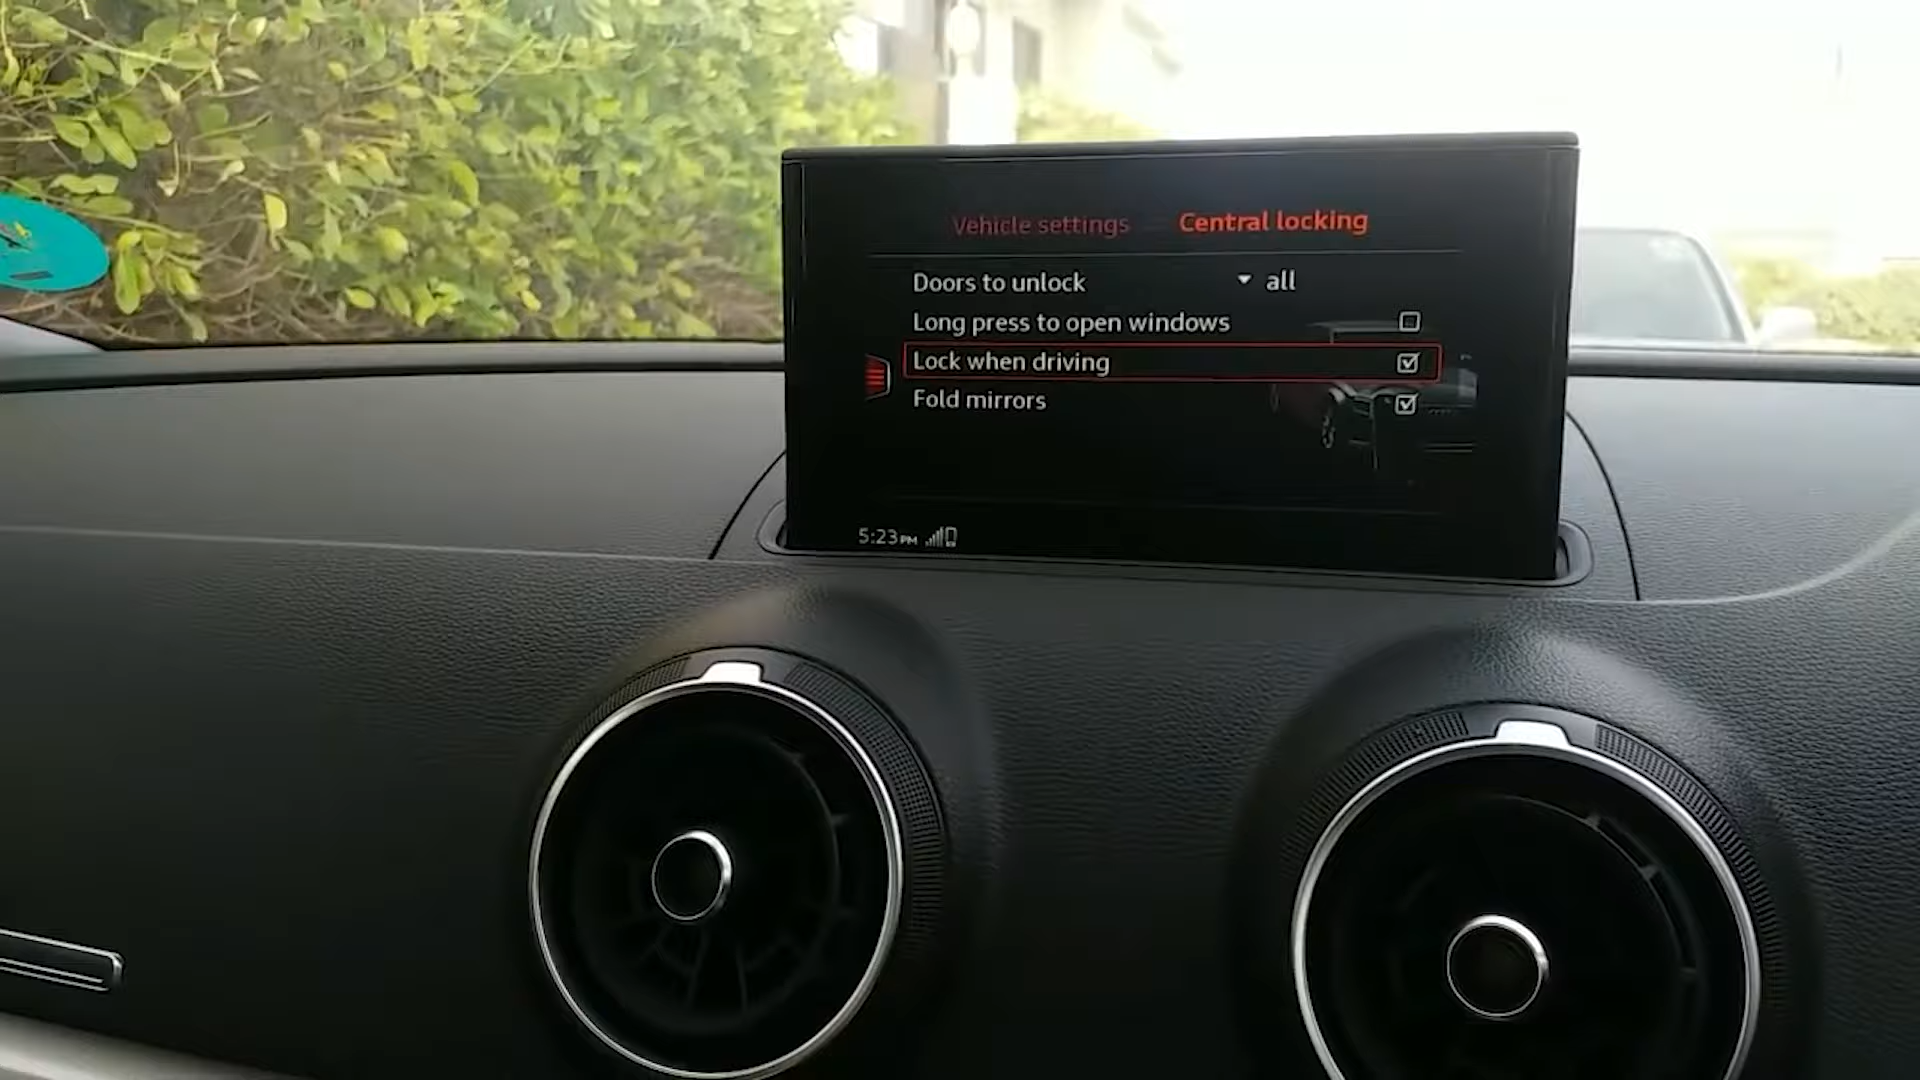 Vehicle settings Central locking
Doors to unlock all
Long press to open windows
Lock when driving
Fold mirrors
5:23 PM